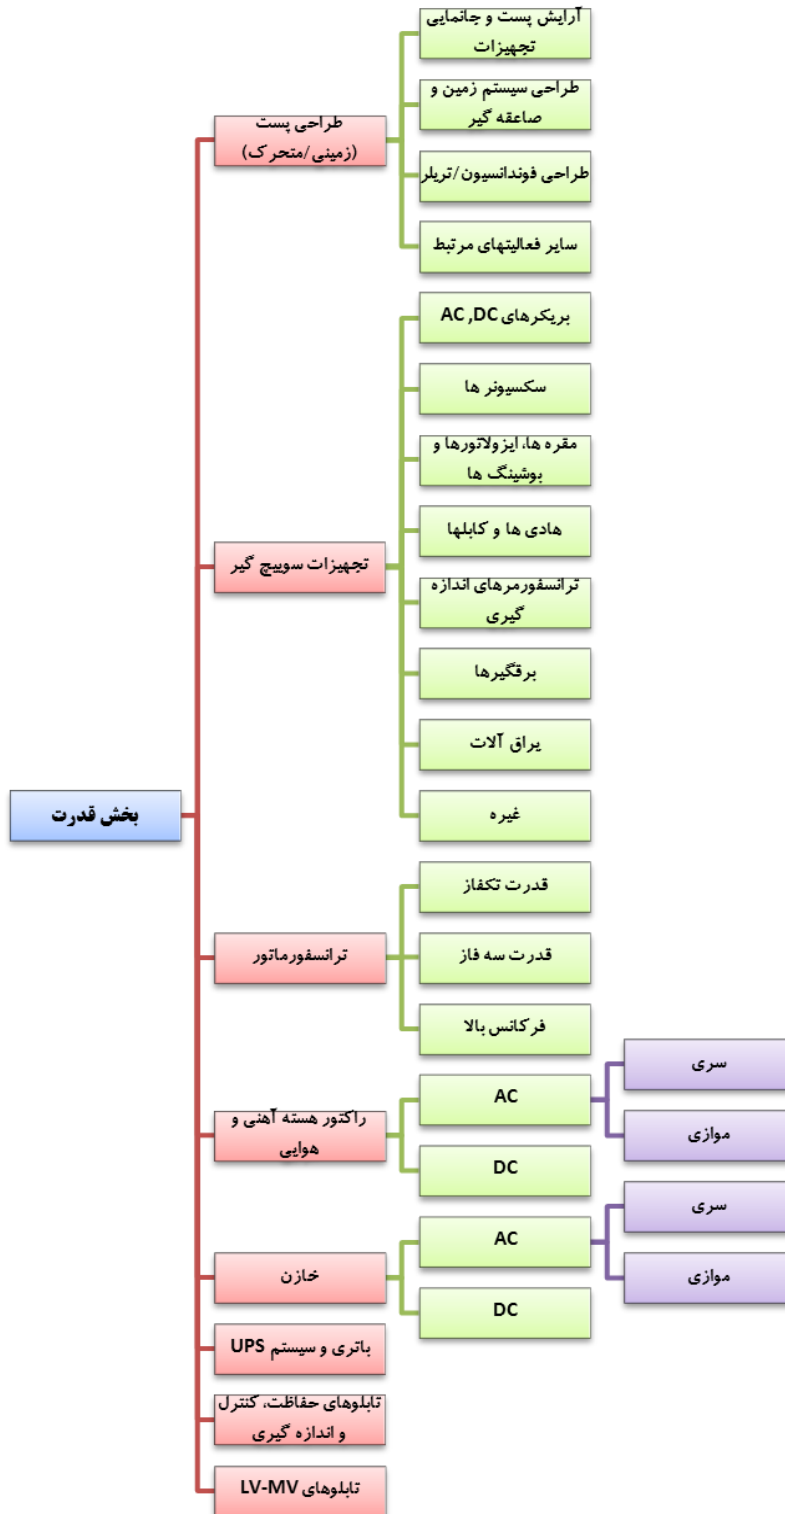 آرایش پست و جانمایی
تجهیزات
طراحی سیستم زمین و
صاعقه گیر
طراحی پست
(زمینی/متحرک)
طراحی فونداسیون/تریلر
سایر فعالیتهای مرتبط
بریکرهای AC ,DC
سکسیونر ها
مقره ها، ایزولاتورها و
بوشینگ ها
هادی ها و کابلها
تجهیزات سوییچ گیر
ترانسفورمرهای اندازه
گیری
برقگیرها
یراق آلات
غیره
بخش قدرت
قدرت تکفاز
ترانسفورماتور
قدرت سه فاز
فرکانس بالا
سری
AC
راکتور هسته آهنی و
هوایی
موازی
DC
سری
AC
خازن
موازی
DC
باتری و سیستم UPS
تابلوهای حفاظت، کنترل
و اندازه گیری
تابلوهای LV-MV